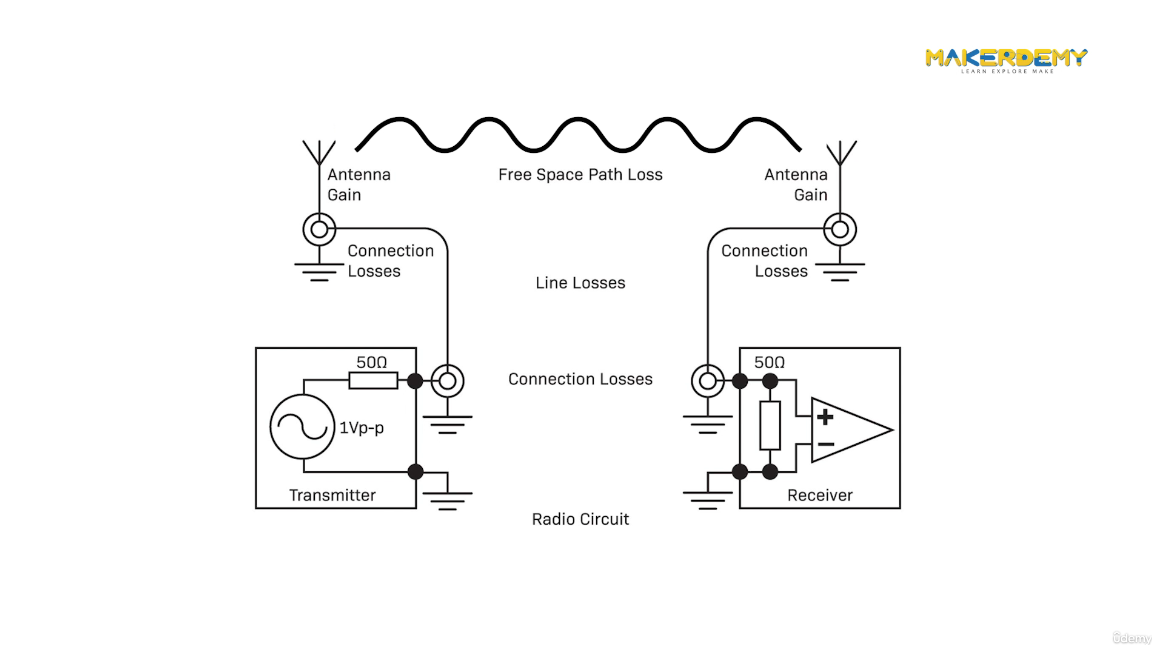 MAKERDEMY
LEARN EXPLORE MAKE
Antenna
Gain
Free Space Path Loss
Antenna
Gain
Connection
Losses
Connection
Losses
Line Losses
50Ω
50Ω
Connection Losses
1Vp-p
+
−
Transmitter
Receiver
Radio Circuit
ûdemy